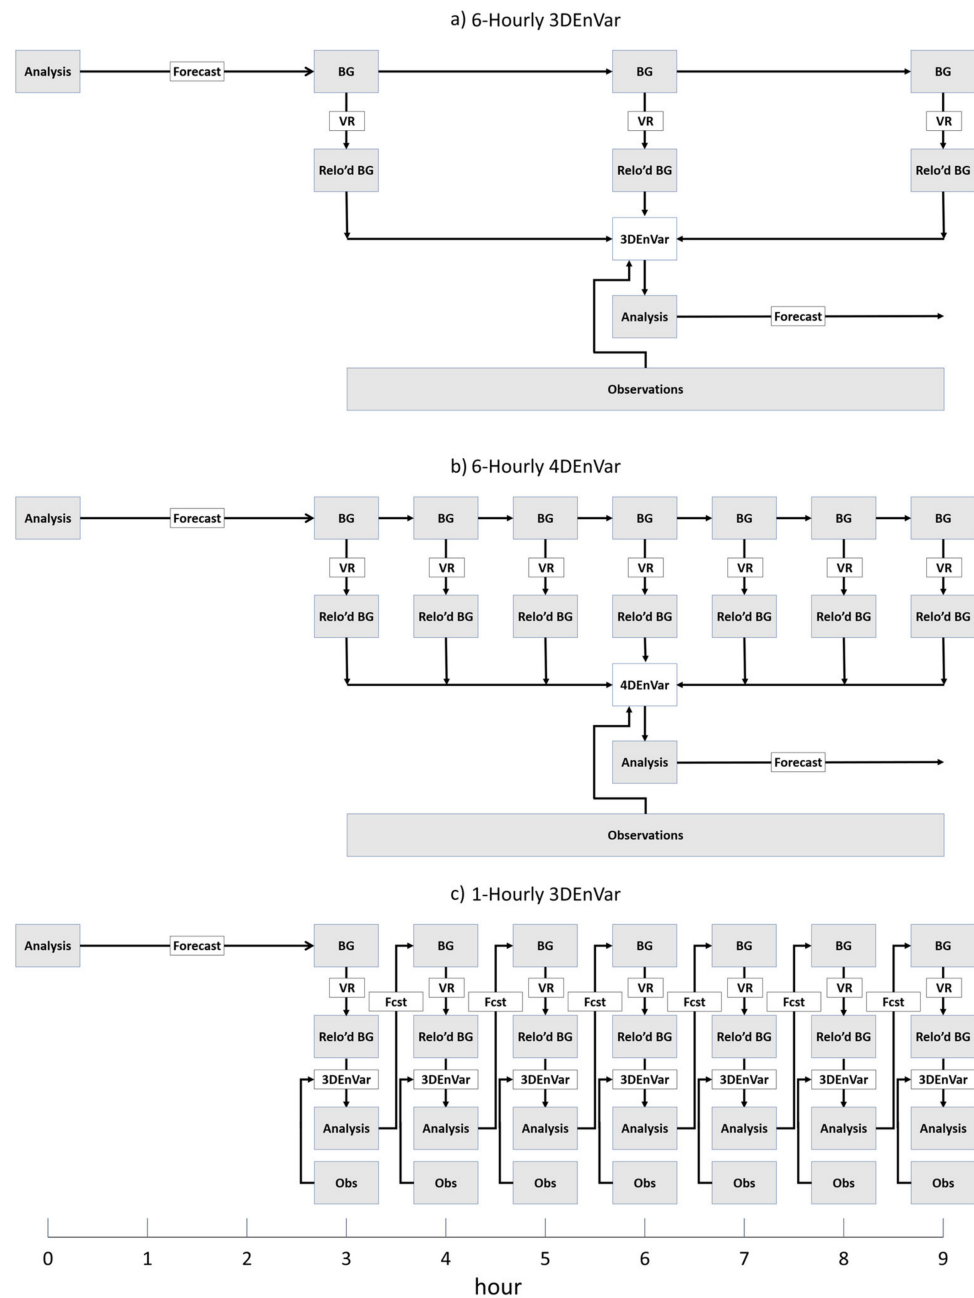 a) 6-Hourly 3DEnVar
Analysis Forecast BG BG BG
VR VR VR
Relo'd BG Relo'd BG Relo'd BG
3DEnVar
Analysis Forecast
Observations
b) 6-Hourly 4DEnVar
Analysis Forecast BG BG BG BG BG BG BG
VR VR VR VR VR VR VR
Relo'd BG Relo'd BG Relo'd BG Relo'd BG Relo'd BG Relo'd BG Relo'd BG
4DEnVar
Analysis Forecast
Observations
c) 1-Hourly 3DEnVar
Analysis Forecast BG BG BG BG BG BG BG
VR VR VR VR VR VR VR
Fcst Fcst Fcst Fcst Fcst Fcst
Relo'd BG Relo'd BG Relo'd BG Relo'd BG Relo'd BG Relo'd BG Relo'd BG
3DEnVar 3DEnVar 3DEnVar 3DEnVar 3DEnVar 3DEnVar 3DEnVar
Analysis Analysis Analysis Analysis Analysis Analysis Analysis
Obs Obs Obs Obs Obs Obs Obs
0 1 2 3 4 5 6 7 8 9
hour